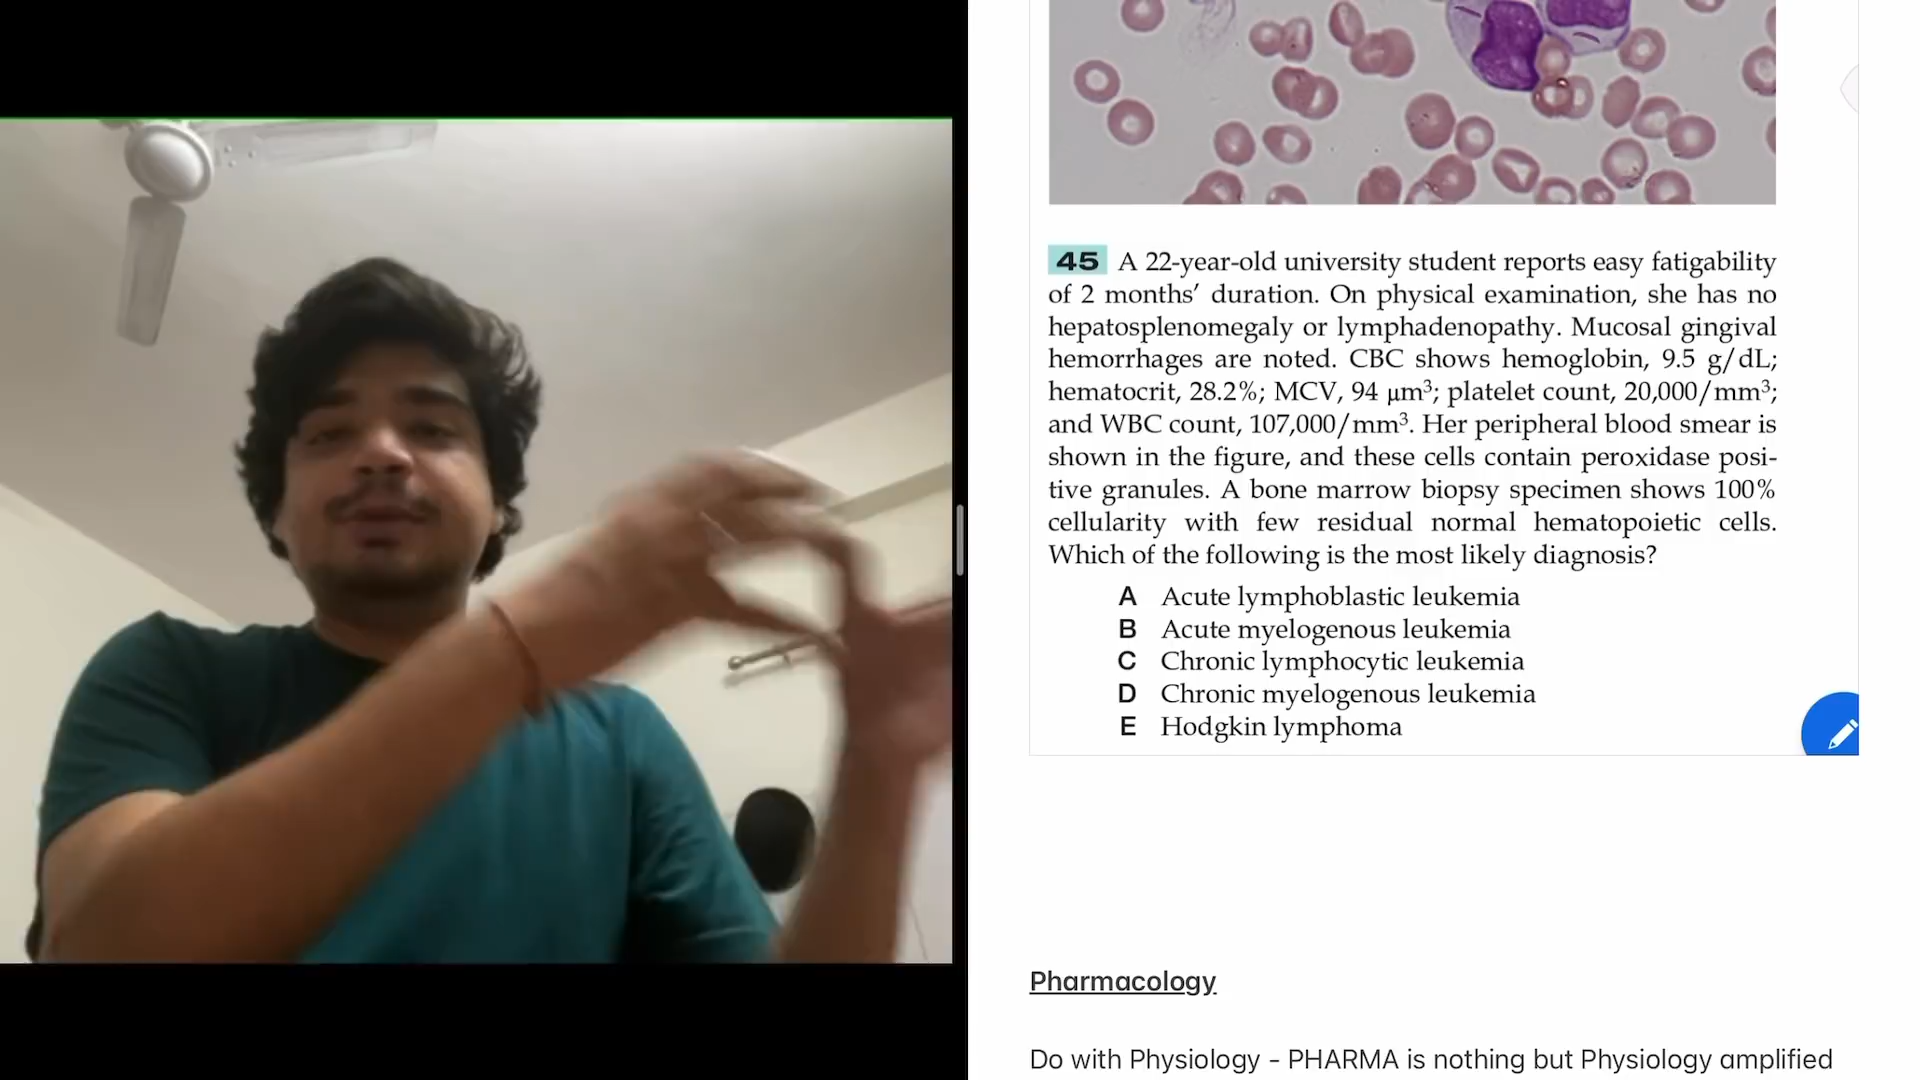 45 A 22-year-old university student reports easy fatigability
of 2 months' duration. On physical examination, she has no
hepatosplenomegaly or lymphadenopathy. Mucosal gingival
hemorrhages are noted. CBC shows hemoglobin, 9.5 g/dL;
hematocrit, 28.2%; MCV, 94 μm³; platelet count, 20,000/mm³;
and WBC count, 107,000/mm³. Her peripheral blood smear is
shown in the figure, and these cells contain peroxidase posi-
tive granules. A bone marrow biopsy specimen shows 100%
cellularity with few residual normal hematopoietic cells.
Which of the following is the most likely diagnosis?
A Acute lymphoblastic leukemia
B Acute myelogenous leukemia
C Chronic lymphocytic leukemia
D Chronic myelogenous leukemia
E Hodgkin lymphoma
Pharmacology
Do with Physiology - PHARMA is nothing but Physiology amplified